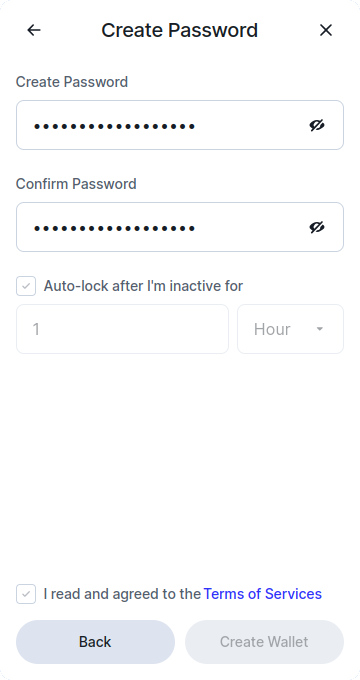 Create Password
Create Password
••••••••••••••••••
Confirm Password
••••••••••••••••••
Auto-lock after I'm inactive for
1 Hour
I read and agreed to the Terms of Services
Back Create Wallet